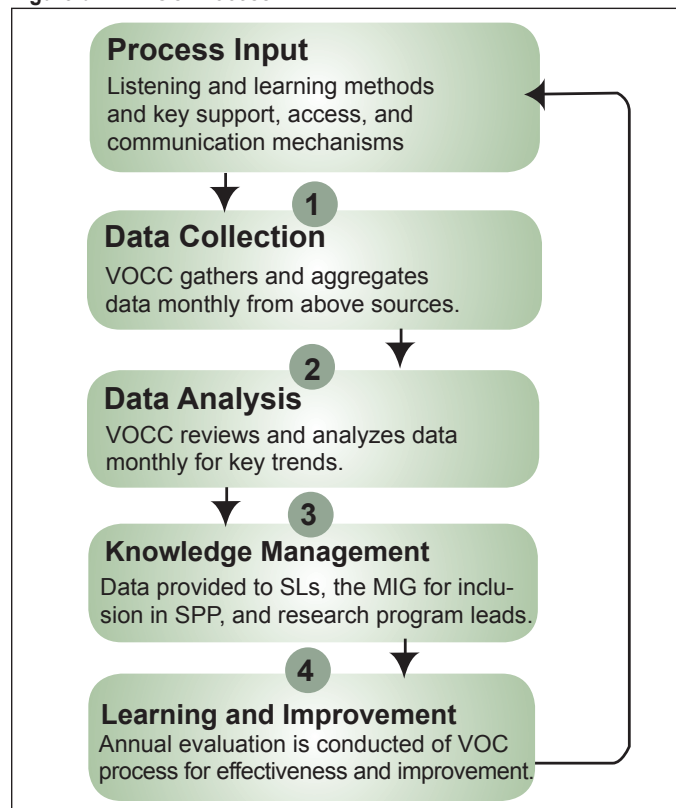 Process Input
Listening and learning methods
and key support, access, and
communication mechanisms
1
Data Collection
VOCC gathers and aggregates
data monthly from above sources.
2
Data Analysis
VOCC reviews and analyzes data
monthly for key trends.
3
Knowledge Management
Data provided to SLs, the MIG for inclu-
sion in SPP, and research program leads.
4
Learning and Improvement
Annual evaluation is conducted of VOC
process for effectiveness and improvement.